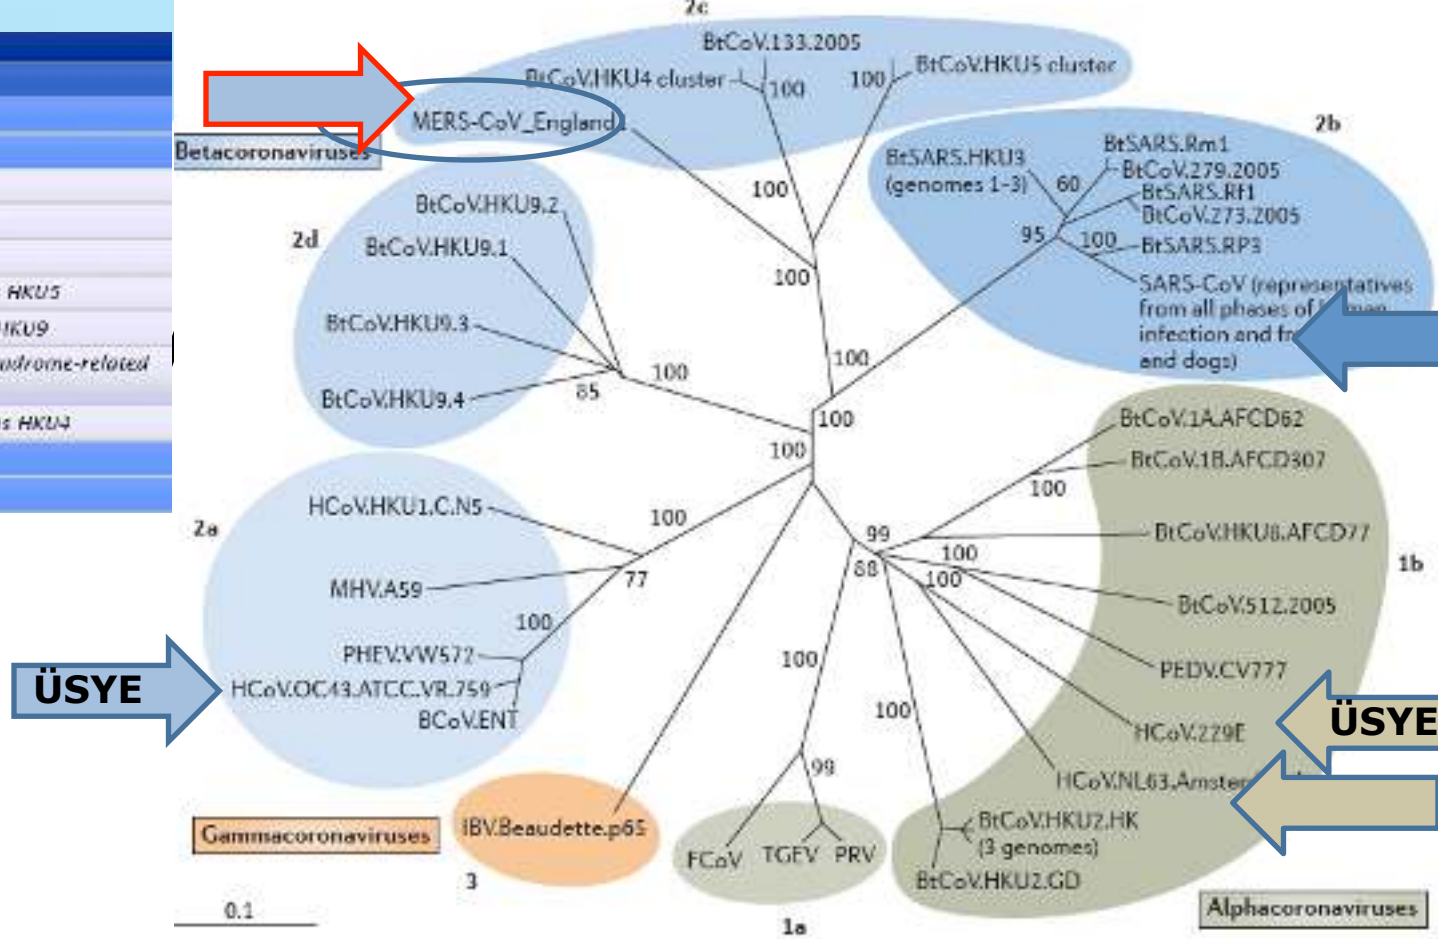 HKU5
HKU9
syndrome-related
s HKU4
2c
BtCoV.133.2005
BtCoV.HKU4 cluster
100
100
BtCoV.HKU5 cluster
MERS-CoV_England
Betacoronaviruses
2b
BtSARS.HKU3
(genomes 1-3)
60
BtSARS.Rm1
BtCoV.279.2005
BtSARS.Rf1
BtCoV.273.2005
95
100
BtSARS.RP3
SARS-CoV (representatives
from all phases of human
infection and
and dogs)
100
100
100
2d
BtCoV.HKU9.2
BtCoV.HKU9.1
BtCoV.HKU9.3
BtCoV.HKU9.4
100
85
100
100
2a
HCoV.HKU1.C.N5
100
MHV.A59
77
100
PHEV.VW572
HCoV.OC43.ATCC.VR.759
BCoV.ENT
ÜSYE
BtCoV.1A.AFCD62
BtCoV.1B.AFCD307
100
BtCoV.HKU8.AFCD77
1b
99
88
100
100
BtCoV.512.2005
PEDV.CV777
HCoV.229E
ÜSYE
HCoV.NL63.Amster
100
100
99
BtCoV.HKU2.HK
(3 genomes)
BtCoV.HKU2.GD
Gammacoronaviruses
IBV.Beaudette.p65
3
FCoV
TGEV
PRV
1a
0.1
Alphacoronaviruses